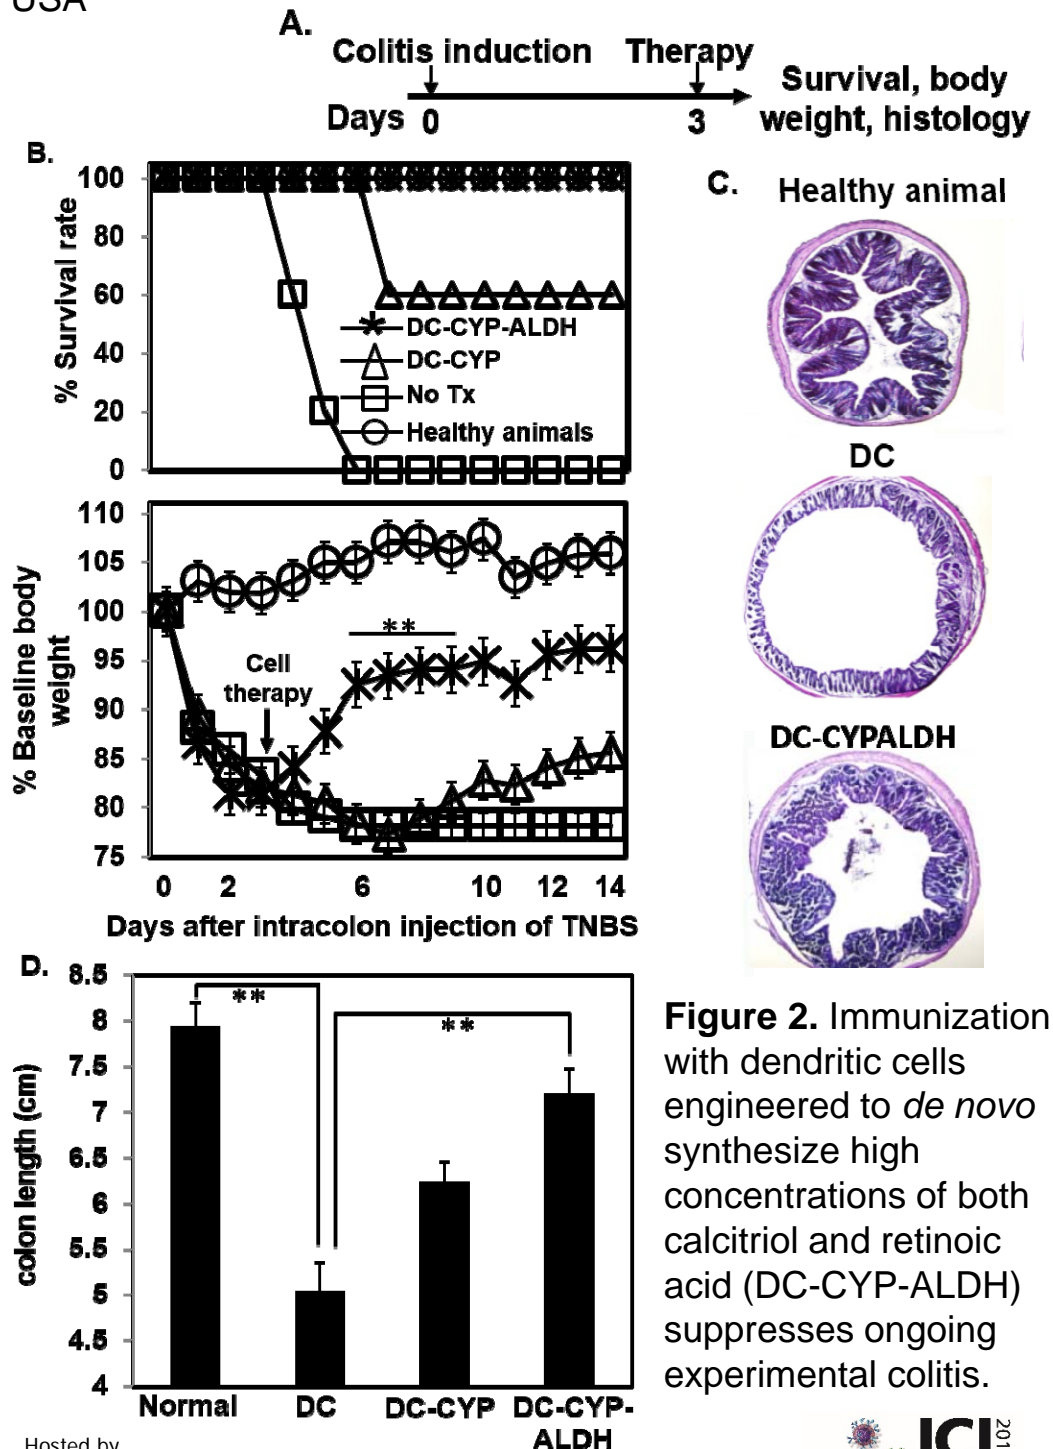 USA
A.
Colitis induction Therapy
Days 0 3
Survival, body
weight, histology
B.
% Survival rate
100
80
60
40
20
0
DC-CYP-ALDH
DC-CYP
No Tx
Healthy animals
% Baseline body
weight
110
105
100
95
90
85
80
75
**
Cell
therapy
0 2 6 10 12 14
Days after intracolon injection of TNBS
C.
Healthy animal
DC
DC-CYPALDH
D.
colon length (cm)
8.5
8
7.5
7
6.5
6
5.5
5
4.5
4
**
**
Normal DC DC-CYP DC-CYP-
ALDH
Figure 2. Immunization
with dendritic cells
engineered to de novo
synthesize high
concentrations of both
calcitriol and retinoic
acid (DC-CYP-ALDH)
suppresses ongoing
experimental colitis.
Hosted by
ICI
201